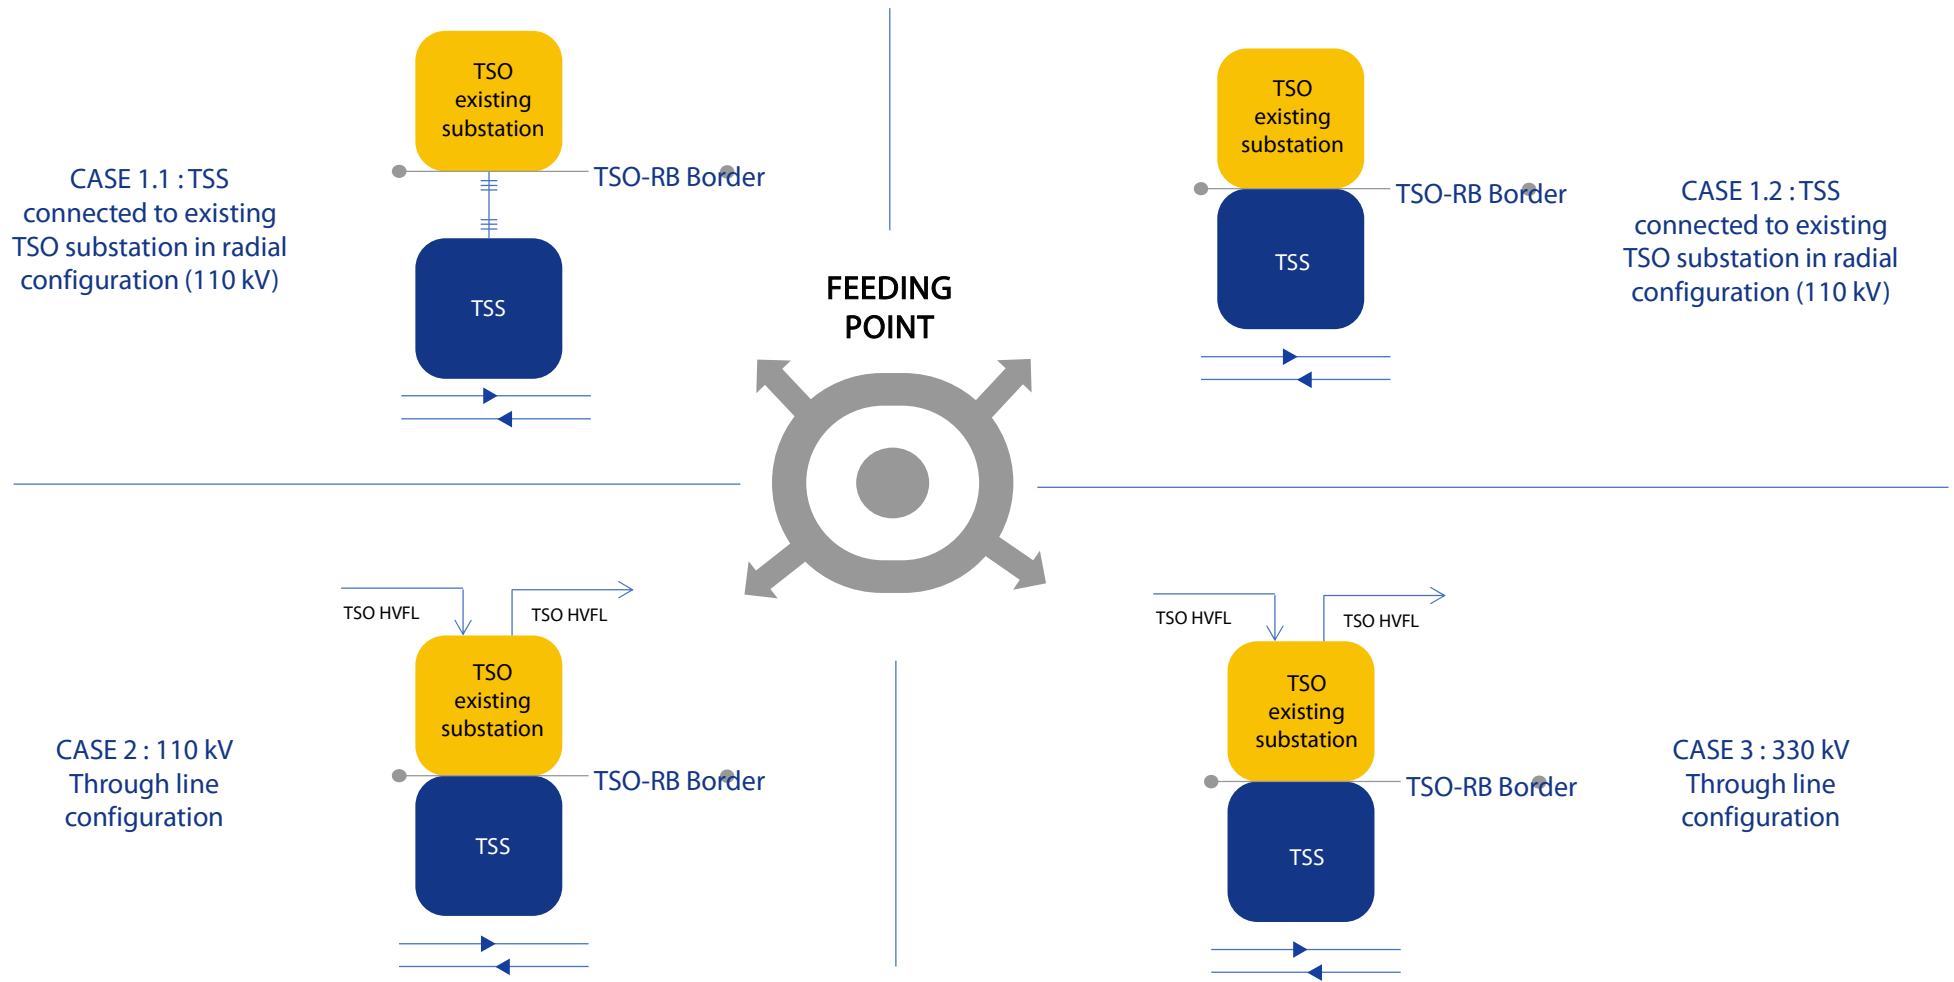 TSO
existing
substation
TSO-RB Border
CASE 1.1 : TSS
connected to existing
TSO substation in radial
configuration (110 kV)
TSS
FEEDING
POINT
TSO
existing
substation
TSO-RB Border
CASE 1.2 : TSS
connected to existing
TSO substation in radial
configuration (110 kV)
TSS
TSO HVFL
TSO HVFL
TSO
existing
substation
TSO-RB Border
CASE 2 : 110 kV
Through line
configuration
TSS
TSO HVFL
TSO HVFL
TSO
existing
substation
TSO-RB Border
CASE 3 : 330 kV
Through line
configuration
TSS